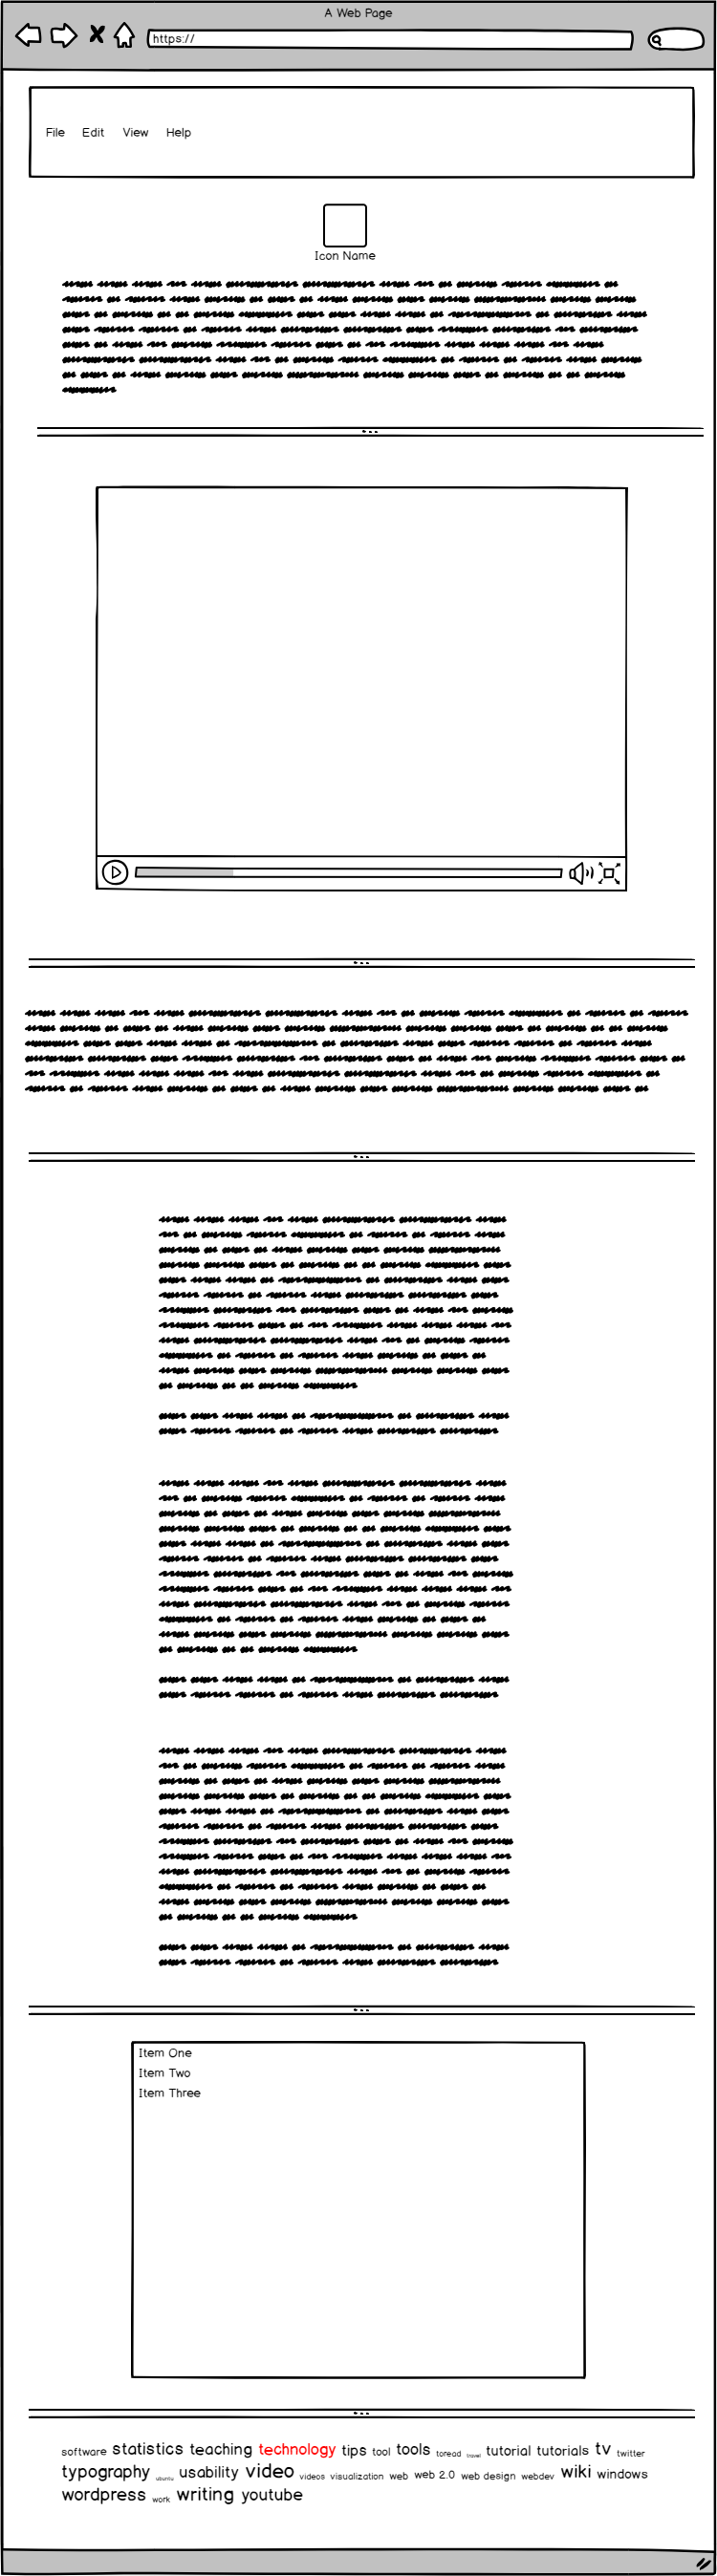 A Web Page
https://
File Edit View Help
Icon Name
Item One
Item Two
Item Three
software statistics teaching technology tips tool tools toread travel tutorial tutorials tv twitter
typography ubuntu usability video videos visualization web web 2.0 web design webdev wiki windows
wordpress work writing youtube